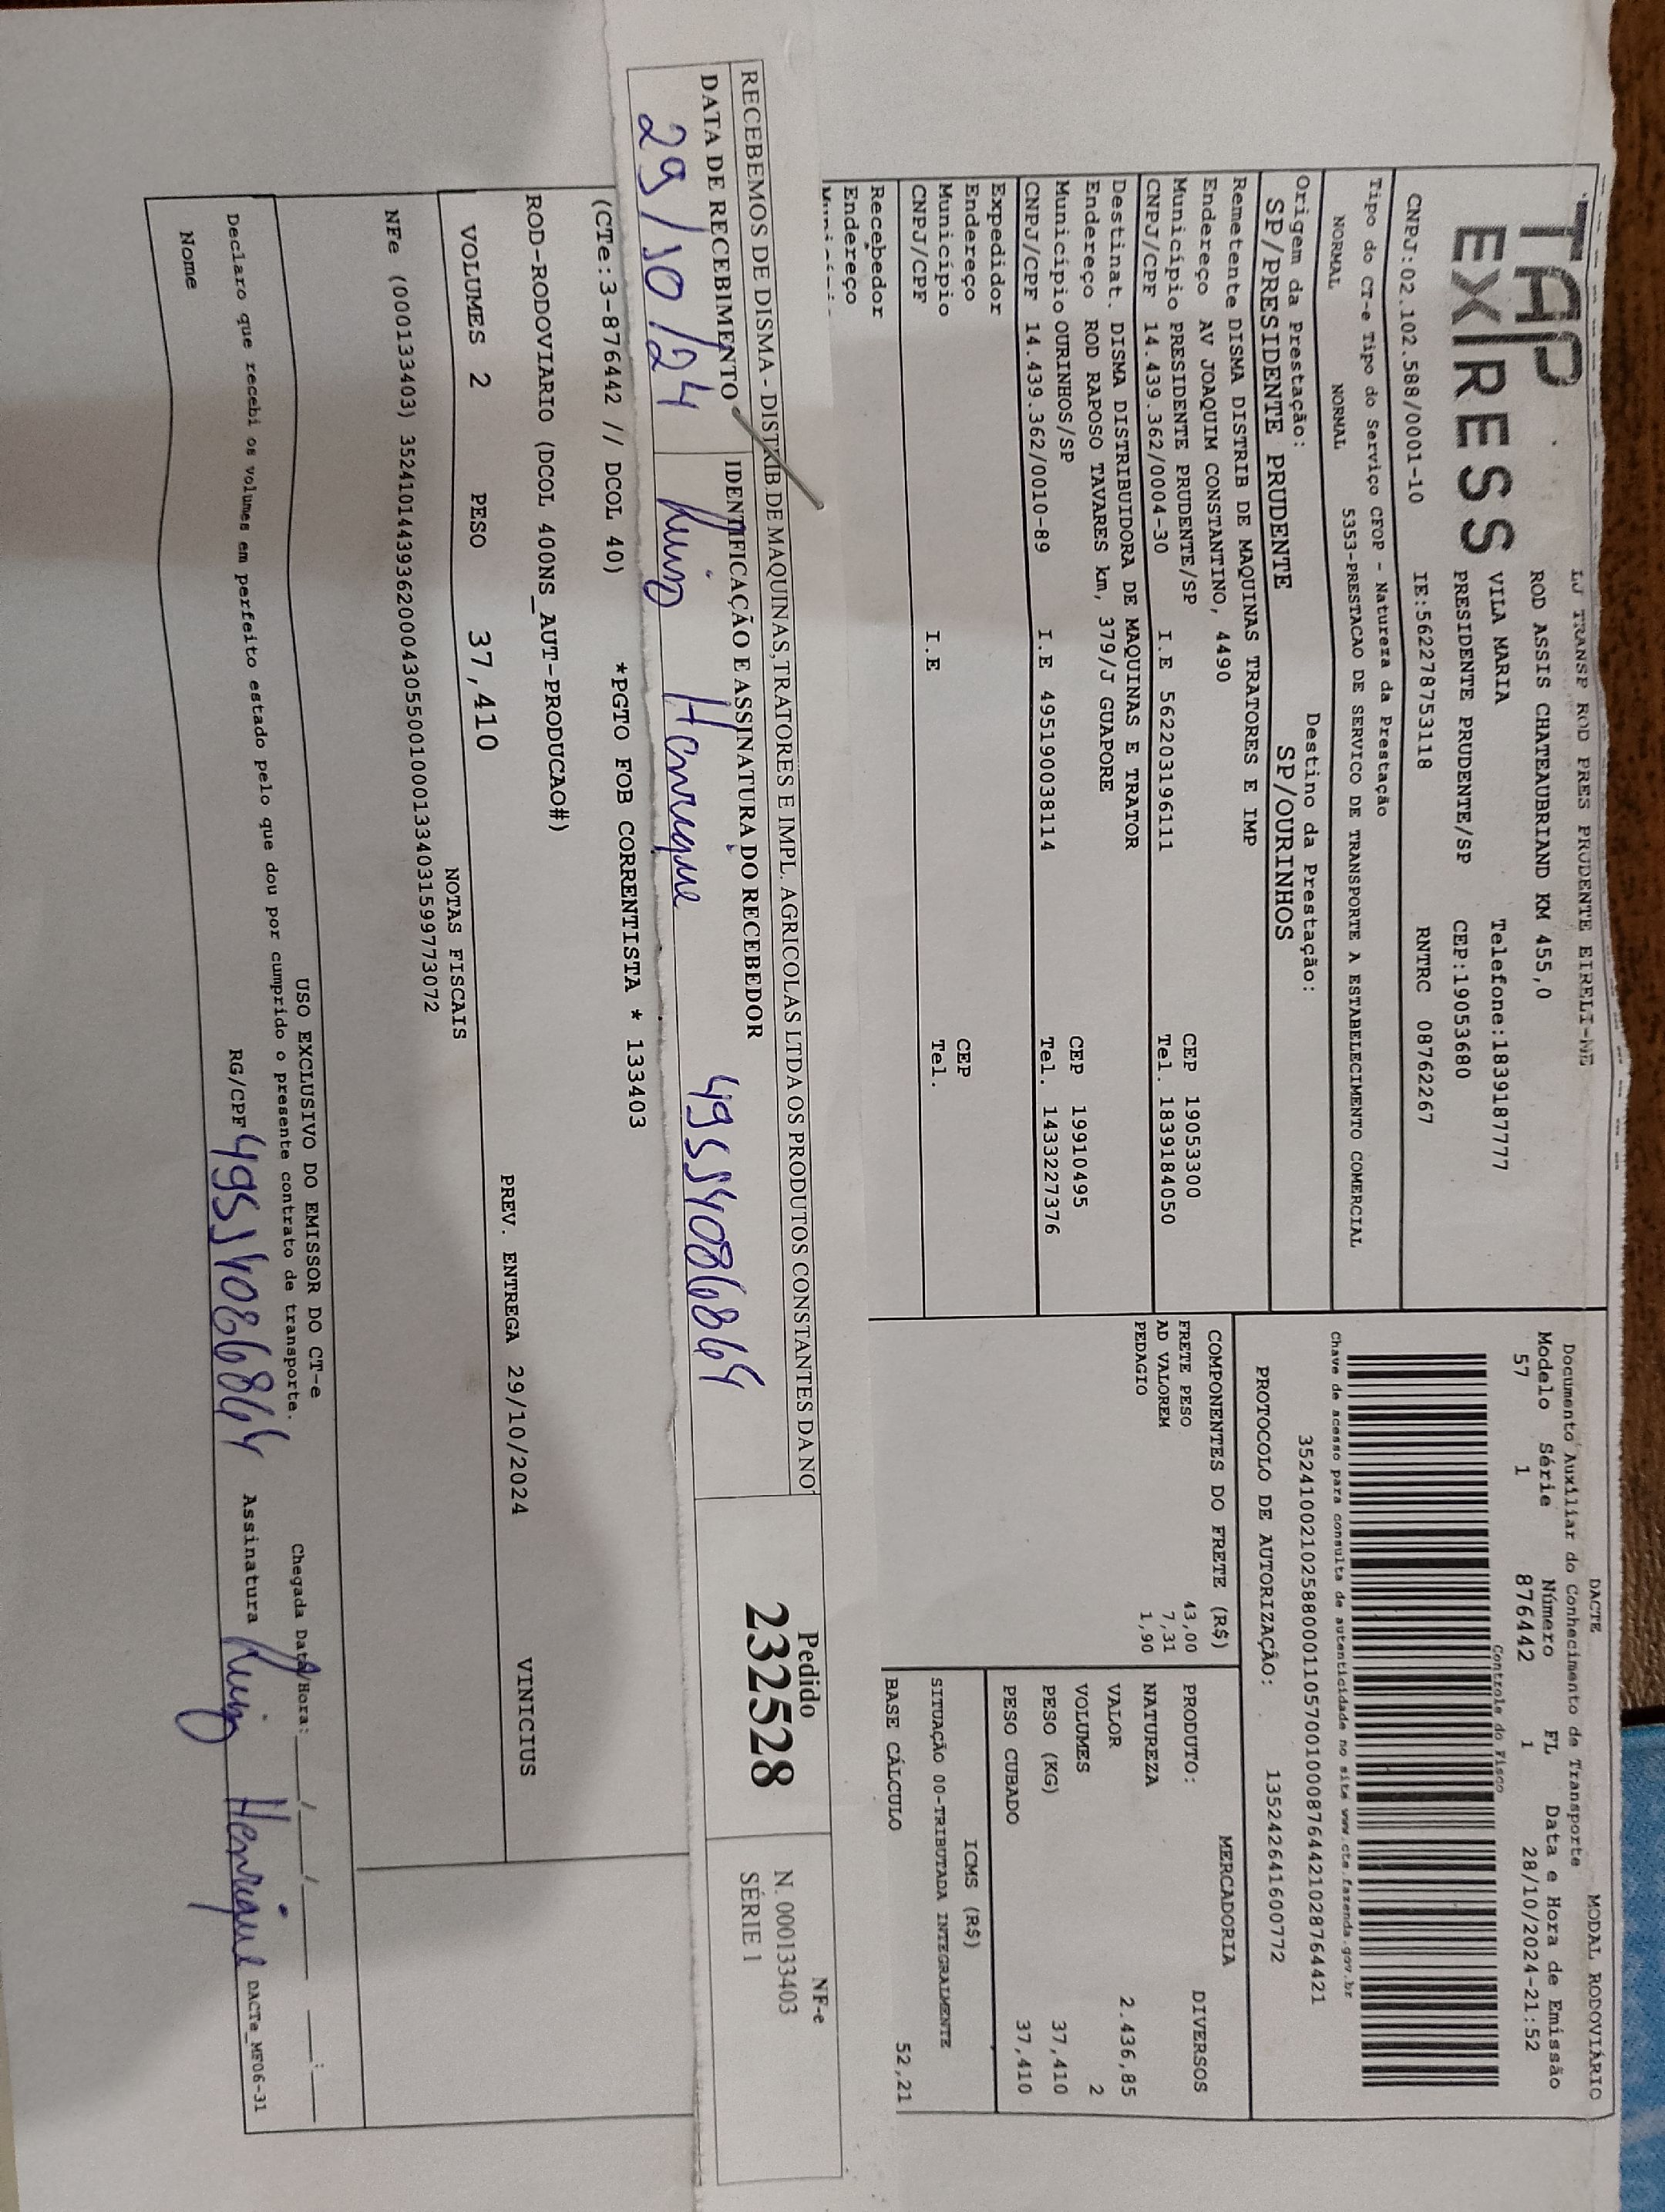 TAP EXPRESS
LJ TRANSP ROD PRES PRUDENTE EIRELI-ME
ROD ASSIS CHATEAUBRIAND KM 455,0
VILA MARIA Telefone:1839187777
PRESIDENTE PRUDENTE/SP CEP:19053680
CNPJ:02.102.588/0001-10 IE:562278753118 RNTRC 08762267
Tipo do CT-e Tipo do Serviço CFOP - Natureza da Prestação
NORMAL NORMAL 5353-PRESTACAO DE SERVICO DE TRANSPORTE A ESTABELECIMENTO COMERCIAL
Origem da Prestação: Destino da Prestação:
SP/PRESIDENTE PRUDENTE SP/OURINHOS
Remetente DISMA DISTRIB DE MAQUINAS TRATORES E IMP
Endereço AV JOAQUIM CONSTANTINO, 4490 CEP 19053300
Município PRESIDENTE PRUDENTE/SP Tel. 1839184050
CNPJ/CPF 14.439.362/0004-30 I.E 562203196111
Destinat. DISMA DISTRIBUIDORA DE MAQUINAS E TRATOR
Endereço ROD RAPOSO TAVARES km, 379/J GUAPORE CEP 19910495
Município OURINHOS/SP Tel. 1433227376
CNPJ/CPF 14.439.362/0010-89 I.E 495190038114
Expedidor
Endereço CEP
Município Tel.
CNPJ/CPF I.E
Recebedor
Endereço
DACTE MODAL RODOVIÁRIO
Documento Auxiliar do Conhecimento de Transporte
Modelo Série Número FL Data e Hora de Emissão
57 1 876442 1 28/10/2024-21:52
Controle do Fisco
Chave de acesso para consulta de autenticidade no site www.cte.fazenda.gov.br
35241002102588000110570010008764421028764421
PROTOCOLO DE AUTORIZAÇÃO: 135242641600772
COMPONENTES DO FRETE (R$)
FRETE PESO 43,00
AD VALOREM 7,31
PEDAGIO 1,90
MERCADORIA
PRODUTO: DIVERSOS
NATUREZA
VALOR 2.436,85
VOLUMES 2
PESO (KG) 37,410
PESO CUBADO 37,410
ICMS (R$)
SITUAÇÃO 00-TRIBUTADA INTEGRALMENTE
BASE CÁLCULO 52,21
RECEBEMOS DE DISMA - DISTRIB.DE MAQUINAS,TRATORES E IMPL. AGRICOLAS LTDA OS PRODUTOS CONSTANTES DA NO
DATA DE RECEBIMENTO IDENTIFICAÇÃO E ASSINATURA DO RECEBEDOR
29/10/24 Luiz Henrique 49554086864
Pedido
232528
NF-e
N. 000133403
SÉRIE 1
(CTe:3-876442 // DCOL 40) *PGTO FOB CORRENTISTA * 133403
ROD-RODOVIARIO (DCOL 400NS_AUT-PRODUCAO#)
PREV. ENTREGA 29/10/2024 VINICIUS
VOLUMES 2 PESO 37,410
NOTAS FISCAIS
NFe (000133403) 35241014439362000430550010001334031599773072
USO EXCLUSIVO DO EMISSOR DO CT-e
Declaro que recebi os volumes em perfeito estado pelo que dou por cumprido o presente contrato de transporte.
Chegada Data/Hora: ___/___/_____ ___:___
Nome RG/CPF 49554086864 Assinatura Luiz Henrique
DACTe_MF06-31